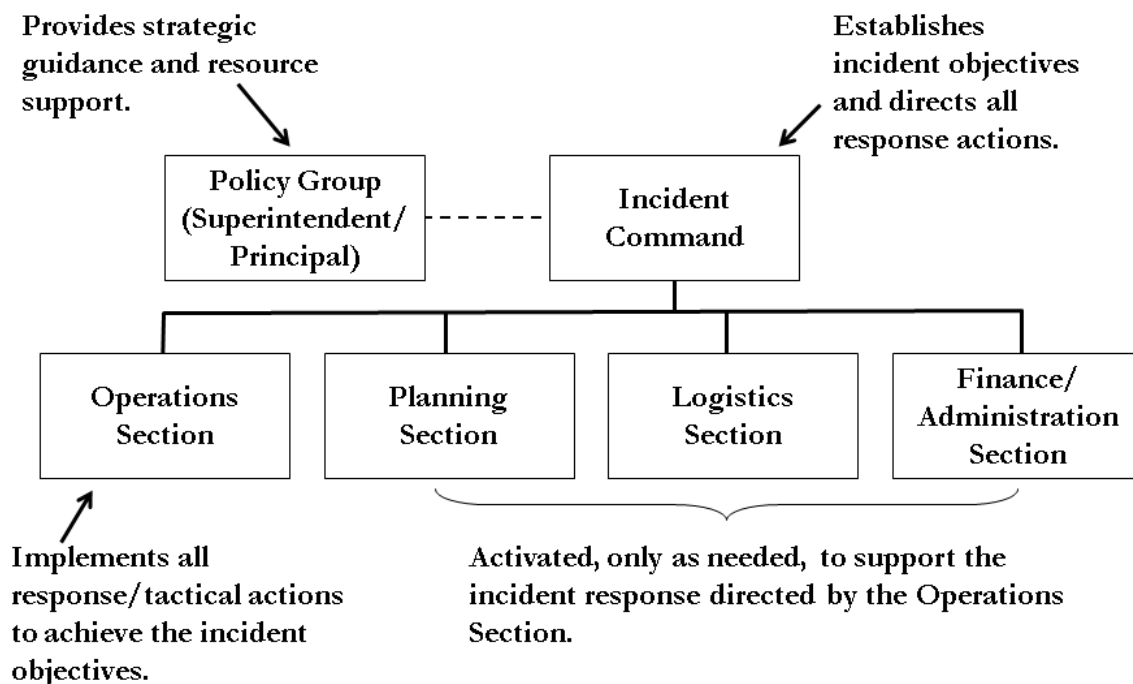 Provides strategic
guidance and resource
support.
Establishes
incident objectives
and directs all
response actions.
Policy Group
(Superintendent/
Principal)
Incident
Command
Operations
Section
Planning
Section
Logistics
Section
Finance/
Administration
Section
Implements all
response/tactical actions
to achieve the incident
objectives.
Activated, only as needed, to support the
incident response directed by the Operations
Section.